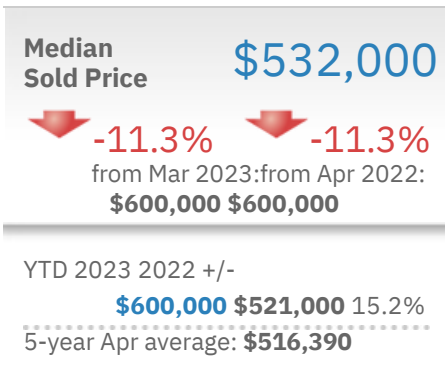 Median
Sold Price
$532,000
-11.3% -11.3%
from Mar 2023:from Apr 2022:
$600,000 $600,000
YTD 2023 2022 +/-
$600,000 $521,000 15.2%
5-year Apr average: $516,390